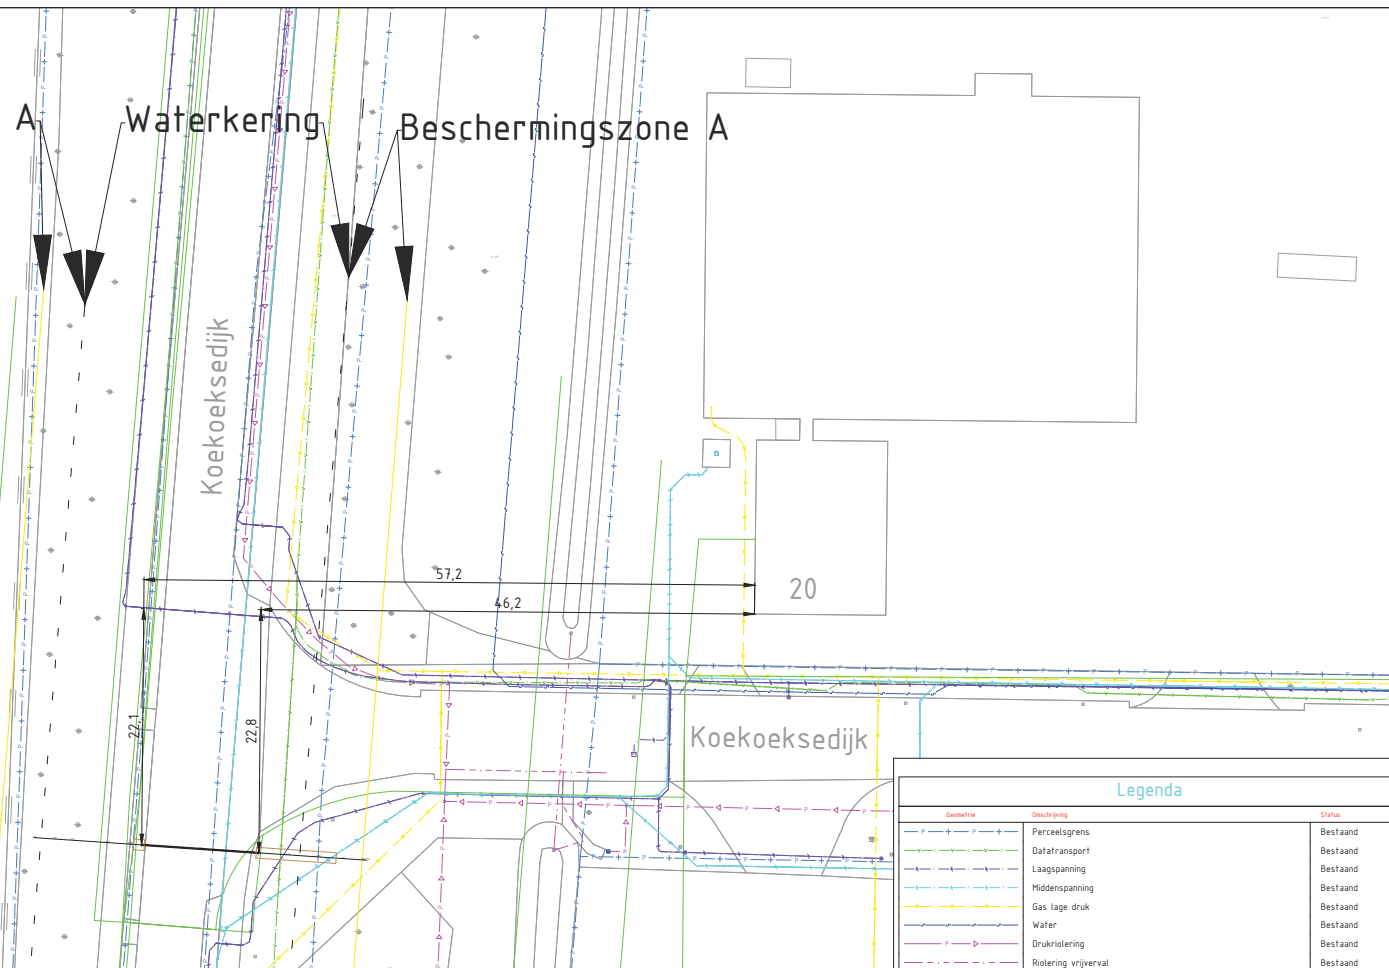 A
Waterkering
Beschermingszone A
Koekoeksedijk
57,2
46,2
20
22,1
22,8
Koekoeksedijk
Legenda
Geometrie Omschrijving Status
Perceelsgrens Bestaand
Datatransport Bestaand
Laagspanning Bestaand
Middenspanning Bestaand
Gas lage druk Bestaand
Water Bestaand
Drukriolering Bestaand
Riolering vrijverval Bestaand